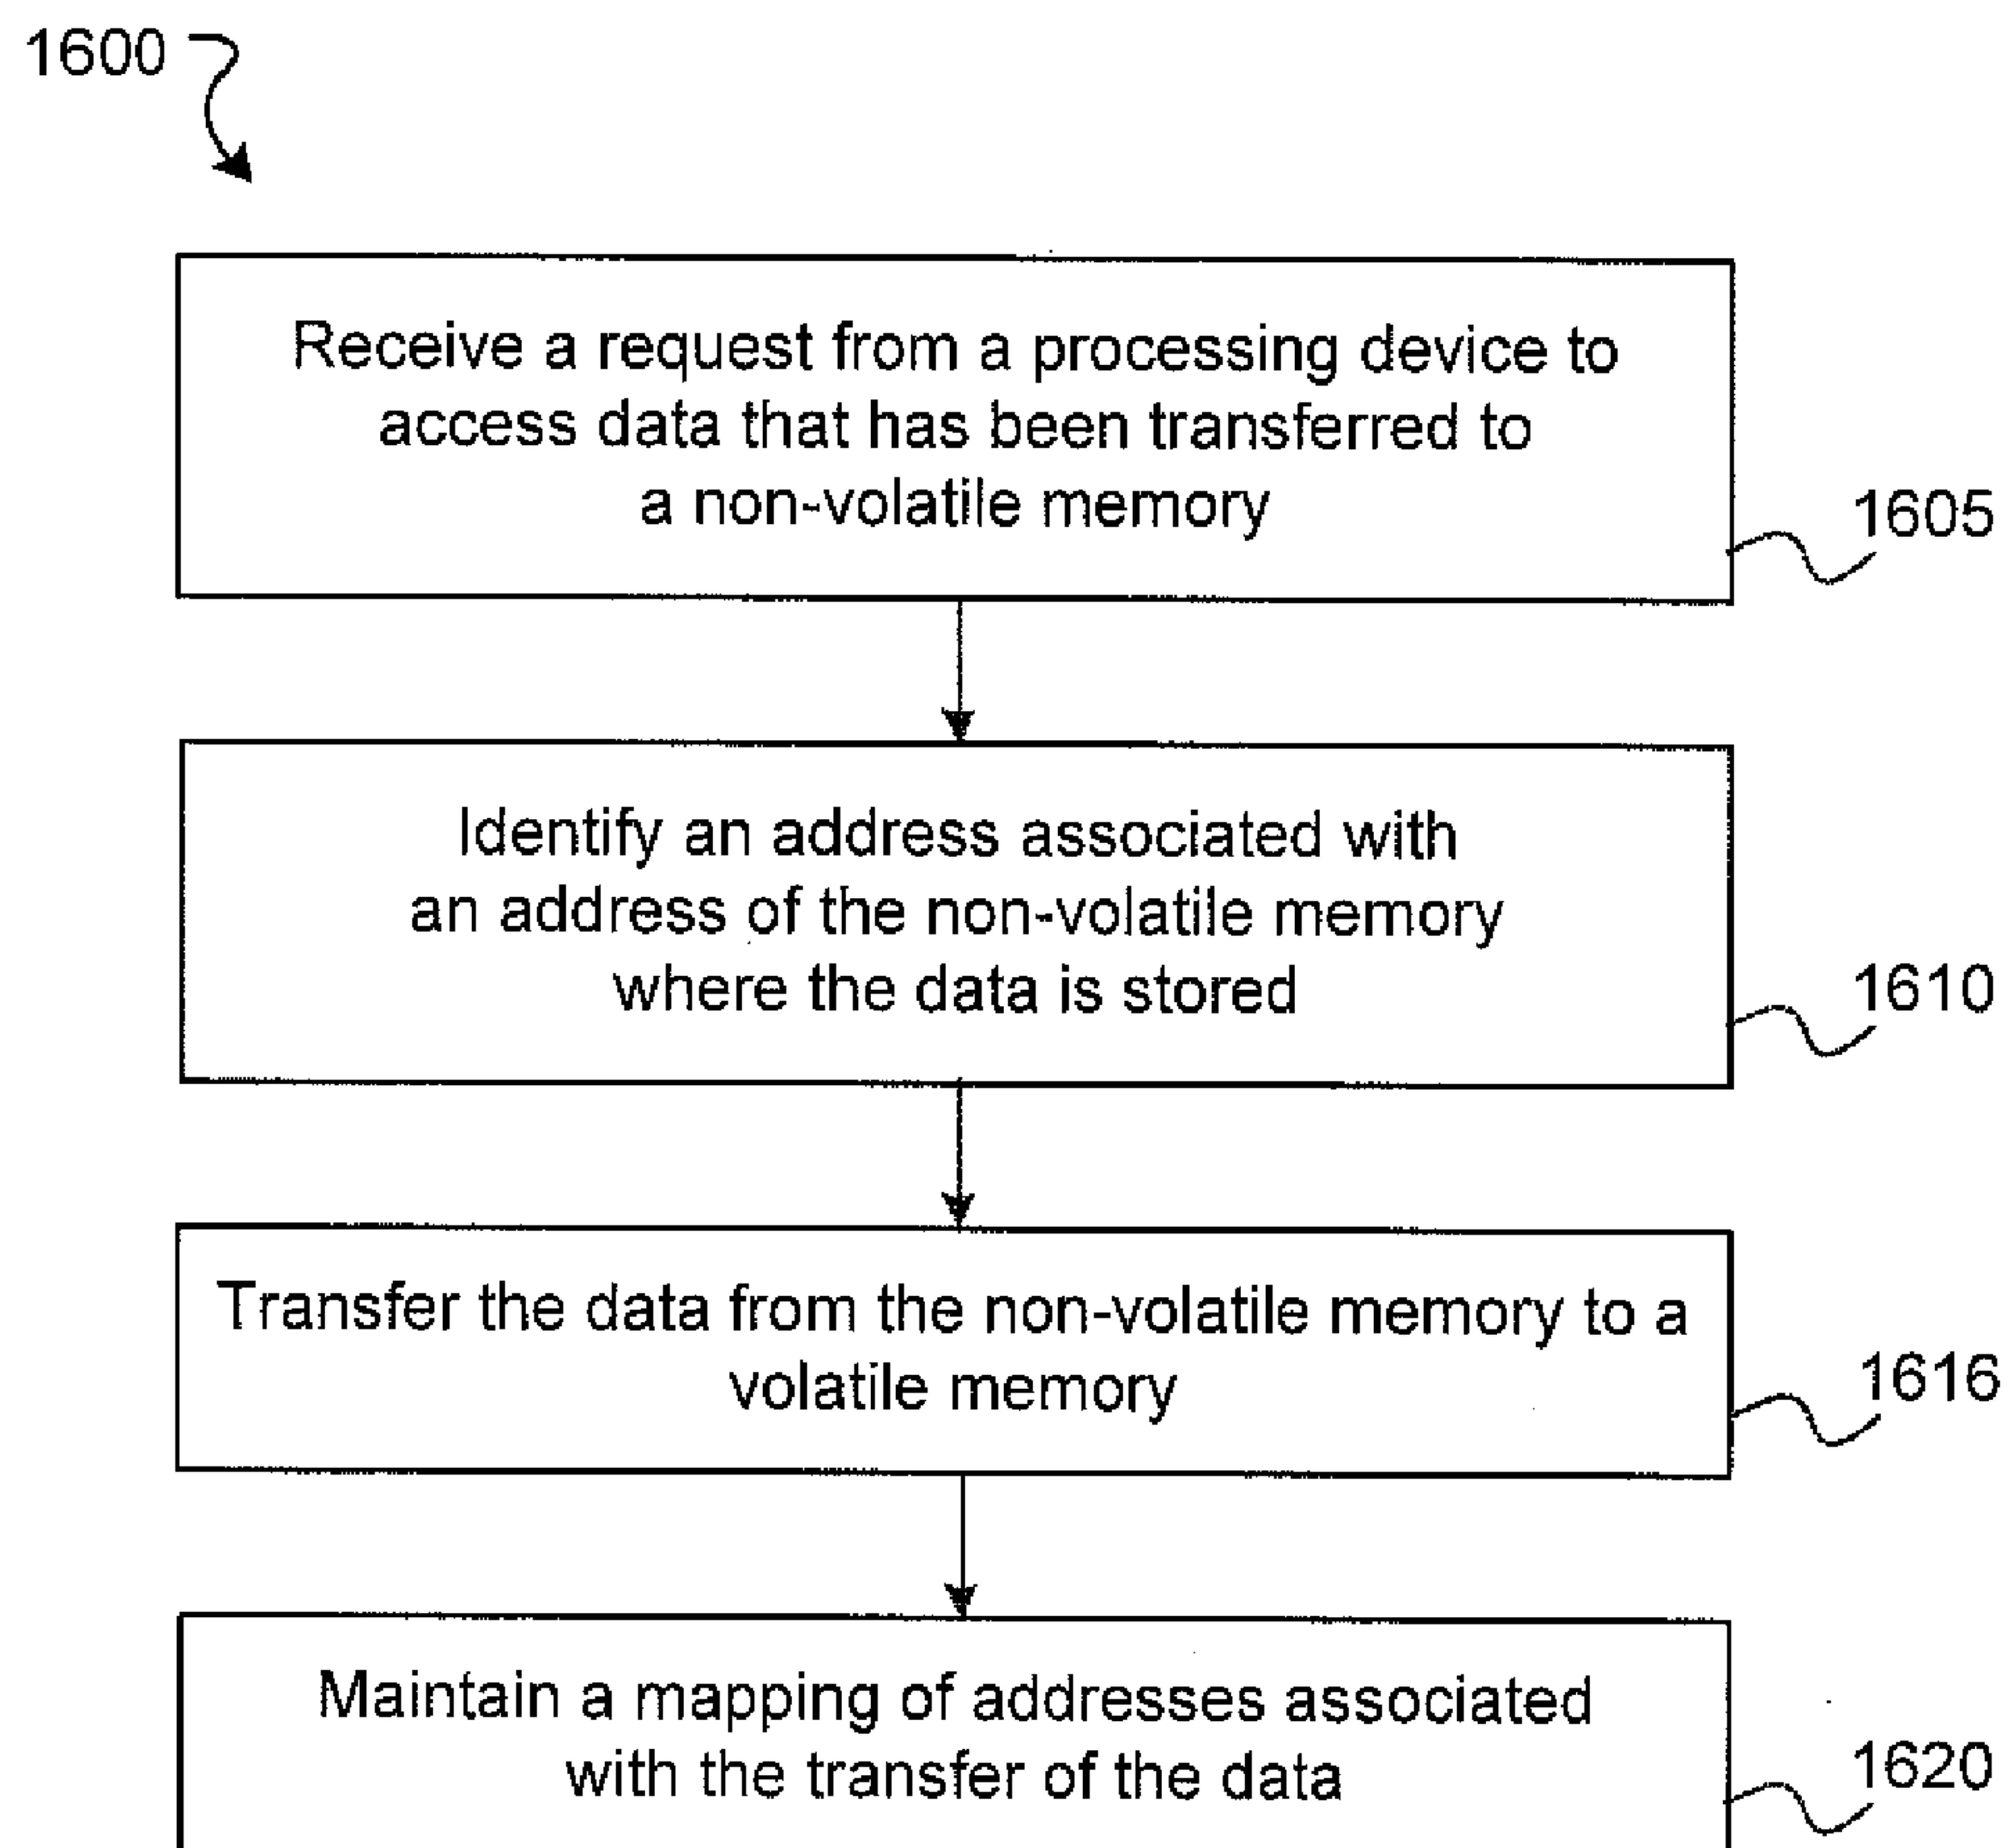 1600
Receive a request from a processing device to
access data that has been transferred to
a non-volatile memory
1605
Identify an address associated with
an address of the non-volatile memory
where the data is stored
1610
Transfer the data from the non-volatile memory to a
volatile memory
1616
Maintain a mapping of addresses associated
with the transfer of the data
1620